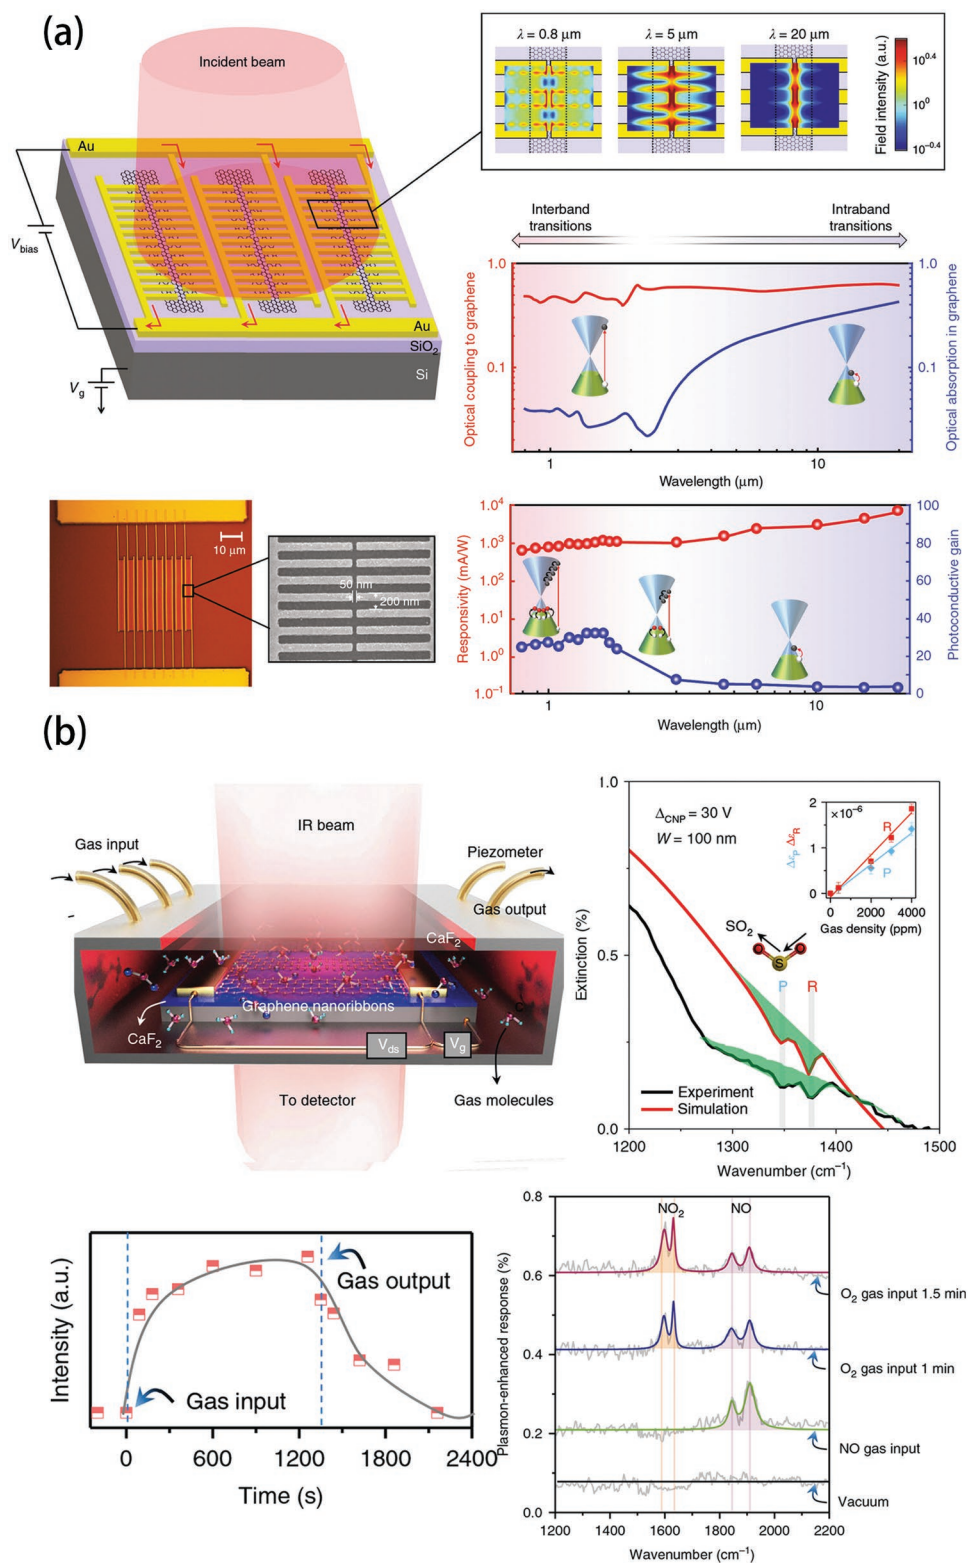 (a)
Incident beam
Au
V_bias
Au
SiO₂
Si
V_g
λ = 0.8 μm
λ = 5 μm
λ = 20 μm
Field intensity (a.u.)
10^0.4
10^0
10^−0.4
Interband transitions
Intraband transitions
Optical coupling to graphene
1.0
0.1
1.0
0.1
Optical absorption in graphene
1
10
Wavelength (μm)
10 μm
50 nm
200 nm
Responsivity (mA/W)
10^4
10^3
10^2
10^1
10^0
10^−1
100
80
60
40
20
0
Photoconductive gain
1
10
Wavelength (μm)
(b)
IR beam
Gas input
Piezometer
Gas output
CaF₂
Graphene nanoribbons
CaF₂
V_ds
V_g
To detector
Gas molecules
Extinction (%)
1.0
0.5
0.0
Δ_CNP = 30 V
W = 100 nm
Δε_P Δε_R
×10^−6
2
1
0
R
P
0
2000
4000
Gas density (ppm)
SO₂
S
P
R
Experiment
Simulation
1200
1300
1400
1500
Wavenumber (cm⁻¹)
Intensity (a.u.)
Gas output
Gas input
0
600
1200
1800
2400
Time (s)
Plasmon-enhanced response (%)
0.8
0.6
0.4
0.2
0.0
NO₂
NO
O₂ gas input 1.5 min
O₂ gas input 1 min
NO gas input
Vacuum
1200
1400
1600
1800
2000
2200
Wavenumber (cm⁻¹)